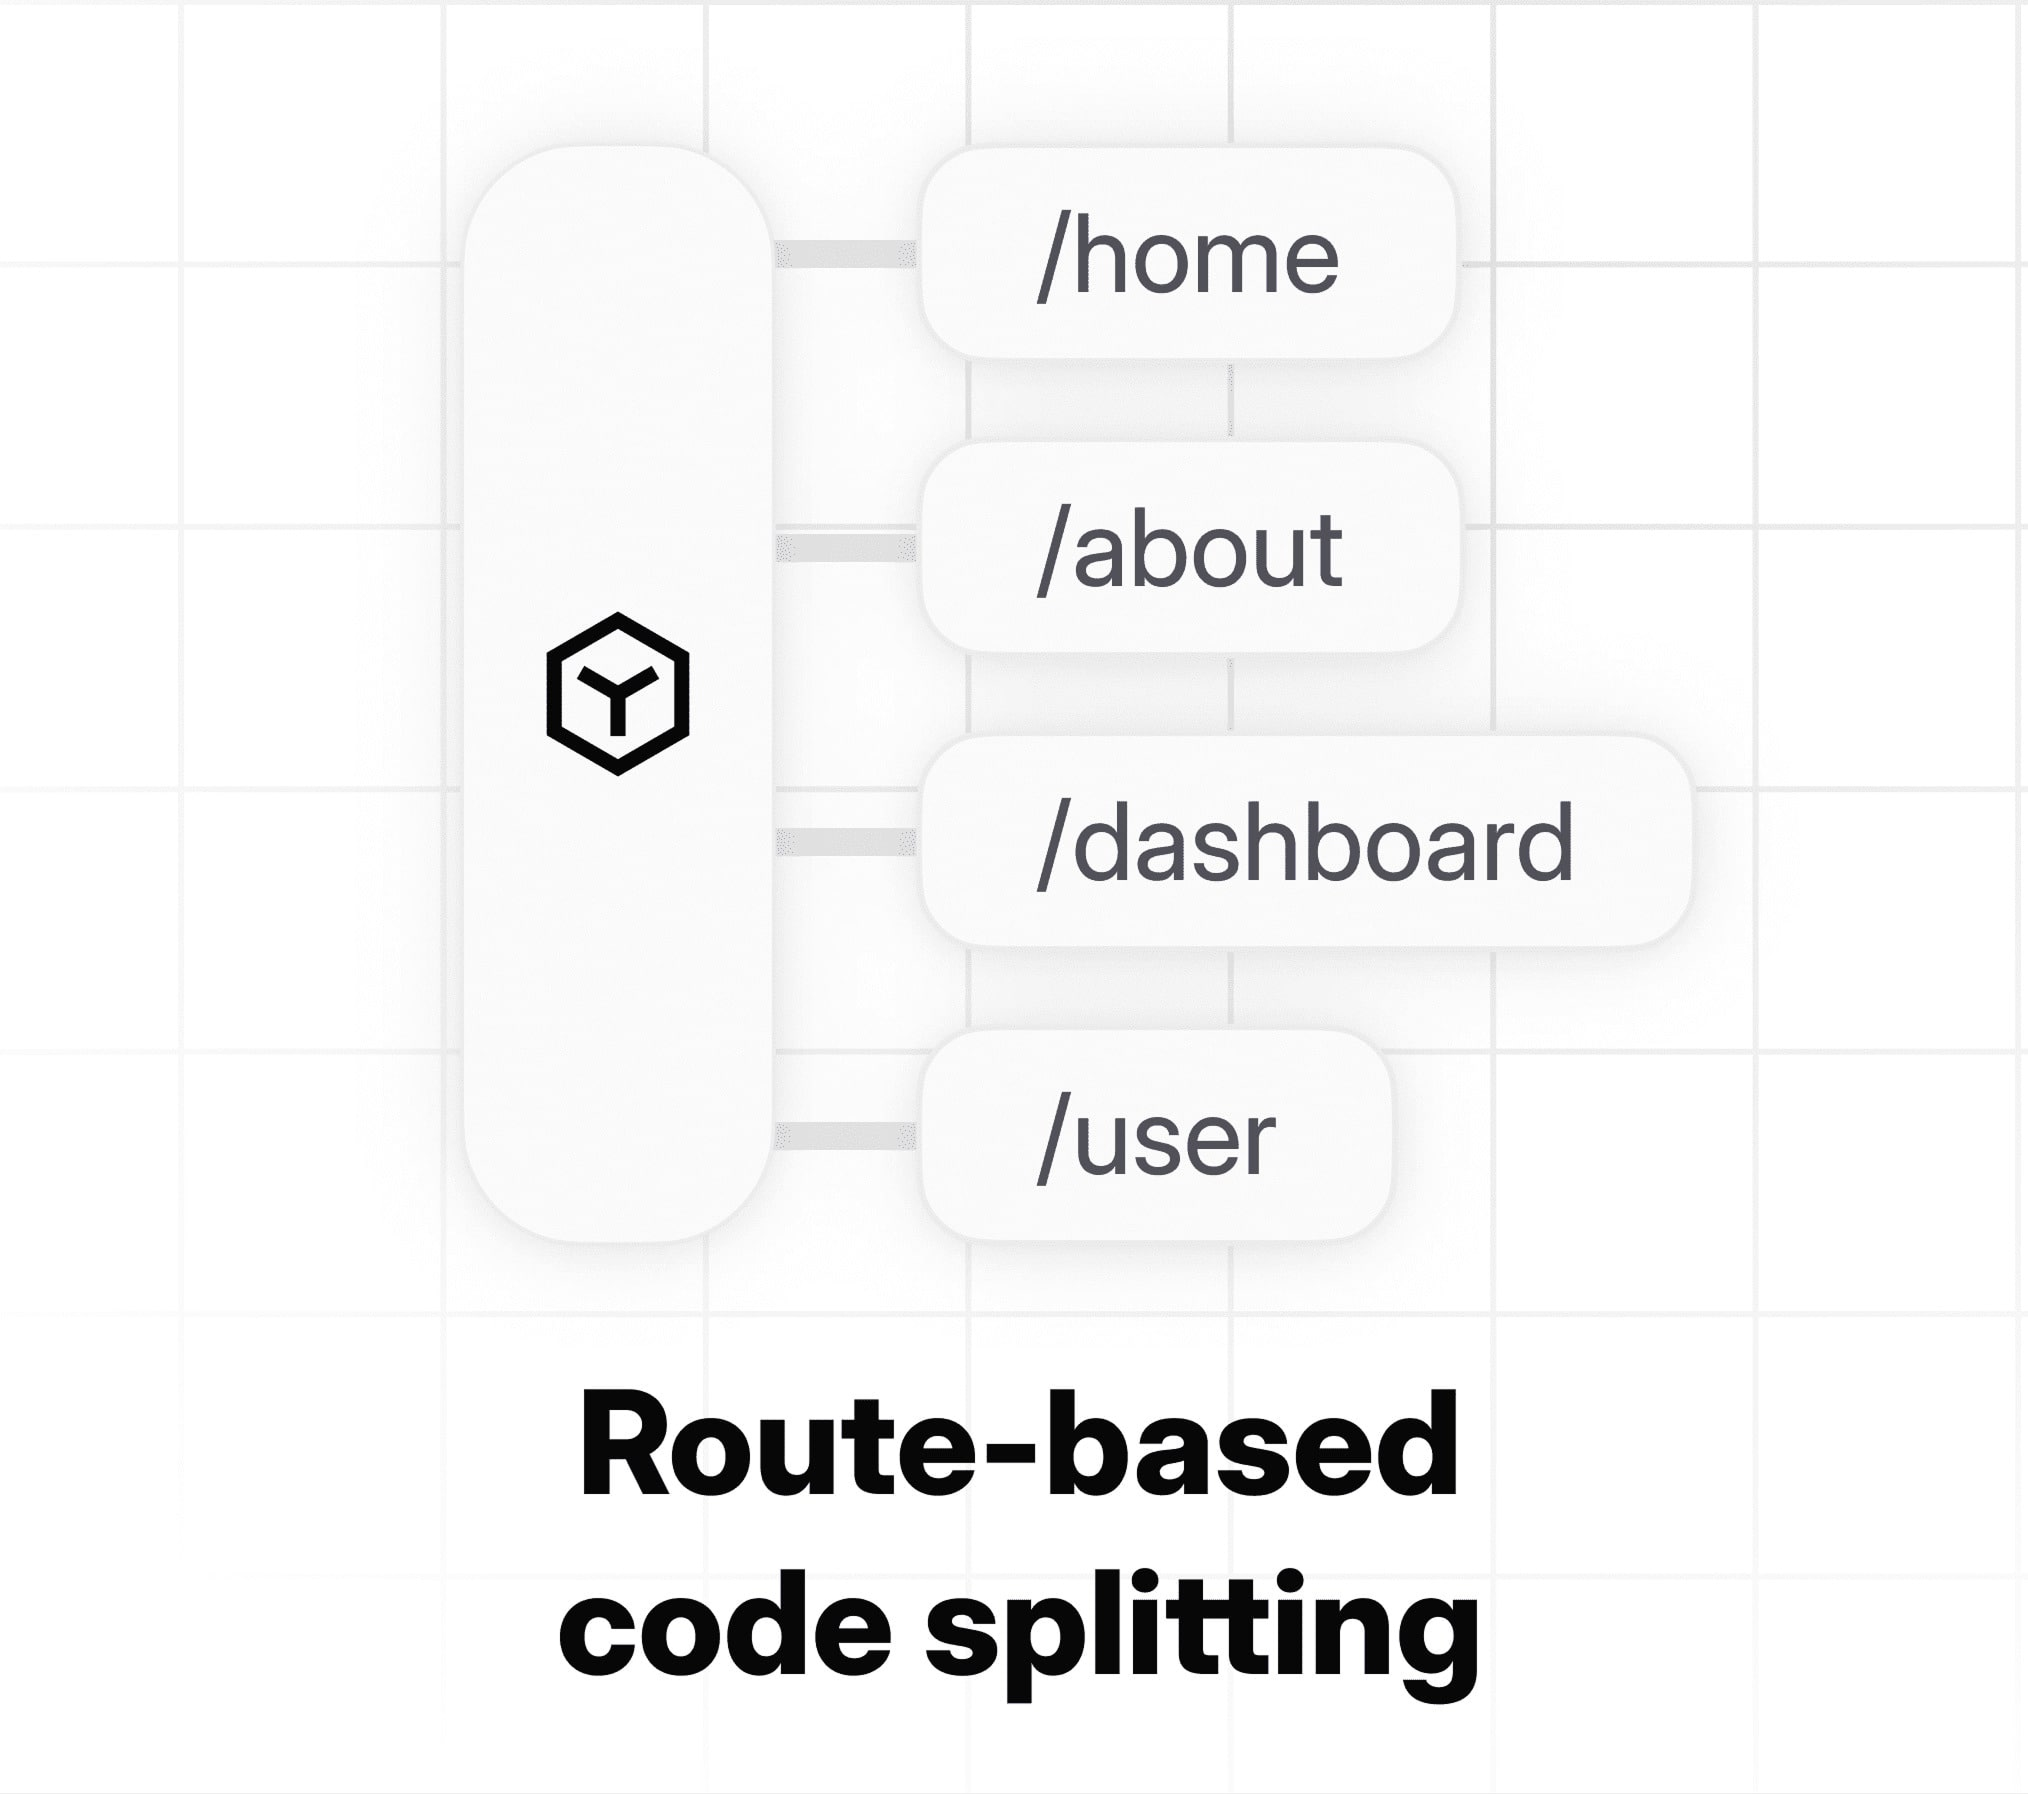 /home
/about
/dashboard
/user
Route-based
code splitting